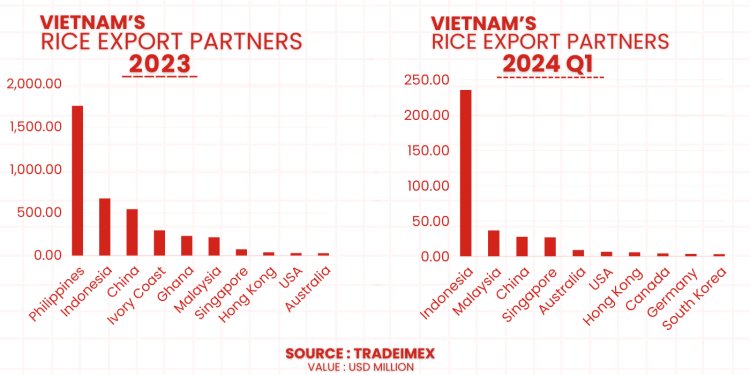 VIETNAM'S
RICE EXPORT PARTNERS
2023
2,000.00
1,500.00
1,000.00
500.00
0.00
Philippines
Indonesia
China
Ivory Coast
Ghana
Malaysia
Singapore
Hong Kong
USA
Australia
VIETNAM'S
RICE EXPORT PARTNERS
2024 Q1
250.00
200.00
150.00
100.00
50.00
0.00
Indonesia
Malaysia
China
Singapore
Australia
USA
Hong Kong
Canada
Germany
South Korea
SOURCE : TRADEIMEX
VALUE : USD MILLION